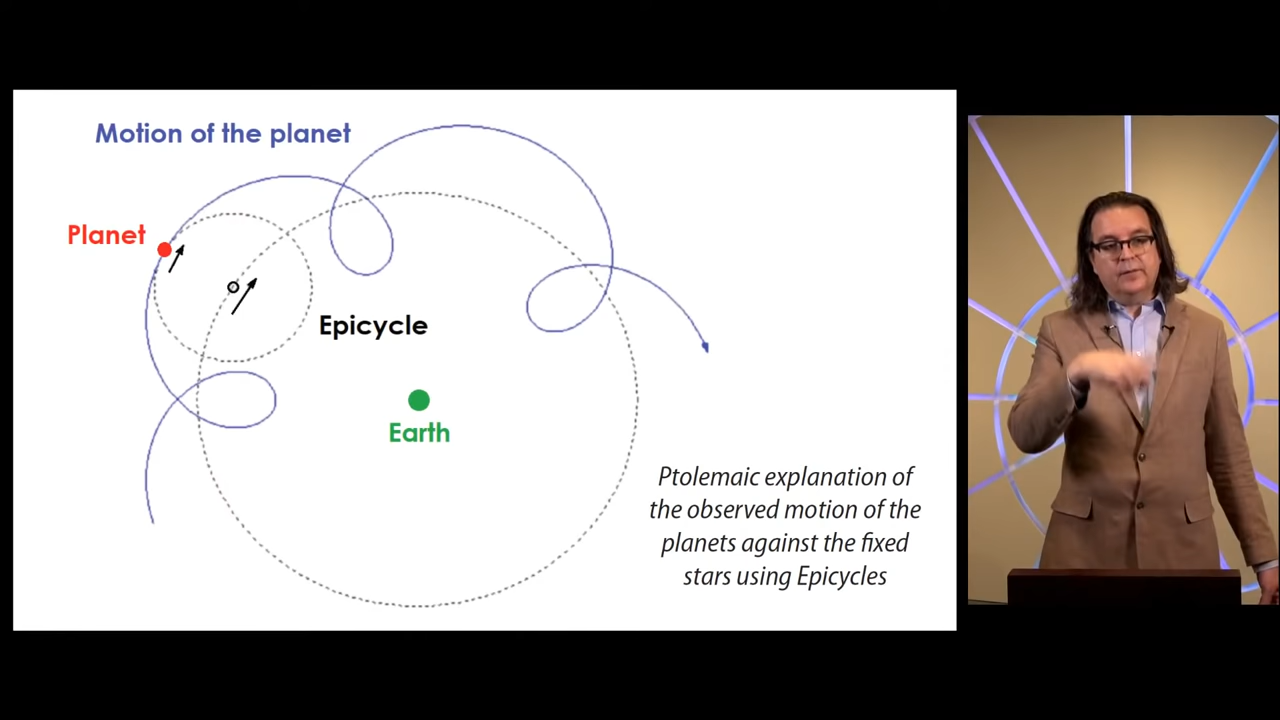 Motion of the planet
Planet
Epicycle
Earth
Ptolemaic explanation of
the observed motion of the
planets against the fixed
stars using Epicycles